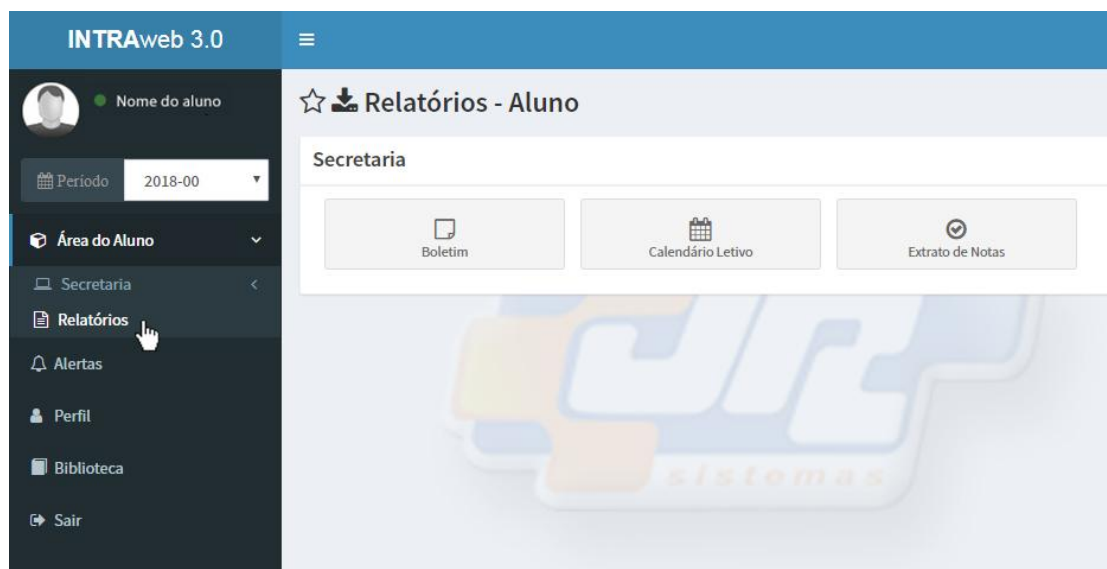 INTRAweb 3.0
Nome do aluno
Período 2018-00
Área do Aluno
Secretaria
Relatórios
Alertas
Perfil
Biblioteca
Sair
Relatórios - Aluno
Secretaria
Boletim
Calendário Letivo
Extrato de Notas
sistemas